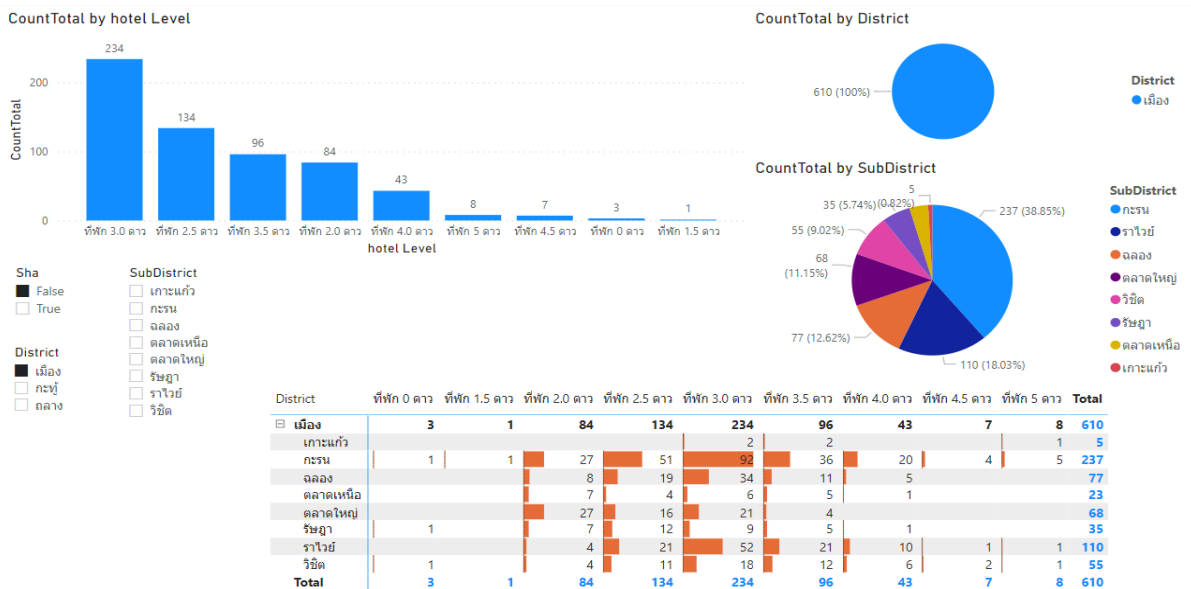 CountTotal by hotel Level
CountTotal
200
100
0
234
134
96
84
43
8
7
3
1
ที่พัก 3.0 ดาว ที่พัก 2.5 ดาว ที่พัก 3.5 ดาว ที่พัก 2.0 ดาว ที่พัก 4.0 ดาว ที่พัก 5 ดาว ที่พัก 4.5 ดาว ที่พัก 0 ดาว ที่พัก 1.5 ดาว
hotel Level
CountTotal by District
610 (100%)
District
เมือง
CountTotal by SubDistrict
5
(0.82%)
35 (5.74%)
55 (9.02%)
68
(11.15%)
77 (12.62%)
110 (18.03%)
237 (38.85%)
SubDistrict
กะรน
ราไวย์
ฉลอง
ตลาดใหญ่
วิชิต
รัษฎา
ตลาดเหนือ
เกาะแก้ว
Sha
False
True
District
เมือง
กะทู้
ถลาง
SubDistrict
เกาะแก้ว
กะรน
ฉลอง
ตลาดเหนือ
ตลาดใหญ่
รัษฎา
ราไวย์
วิชิต
District ที่พัก 0 ดาว ที่พัก 1.5 ดาว ที่พัก 2.0 ดาว ที่พัก 2.5 ดาว ที่พัก 3.0 ดาว ที่พัก 3.5 ดาว ที่พัก 4.0 ดาว ที่พัก 4.5 ดาว ที่พัก 5 ดาว Total
เมือง 3 1 84 134 234 96 43 7 8 610
เกาะแก้ว 2 2 1 5
กะรน 1 1 27 51 92 36 20 4 5 237
ฉลอง 8 19 34 11 5 77
ตลาดเหนือ 7 4 6 5 1 23
ตลาดใหญ่ 27 16 21 4 68
รัษฎา 1 7 12 9 5 1 35
ราไวย์ 4 21 52 21 10 1 1 110
วิชิต 1 4 11 18 12 6 2 1 55
Total 3 1 84 134 234 96 43 7 8 610